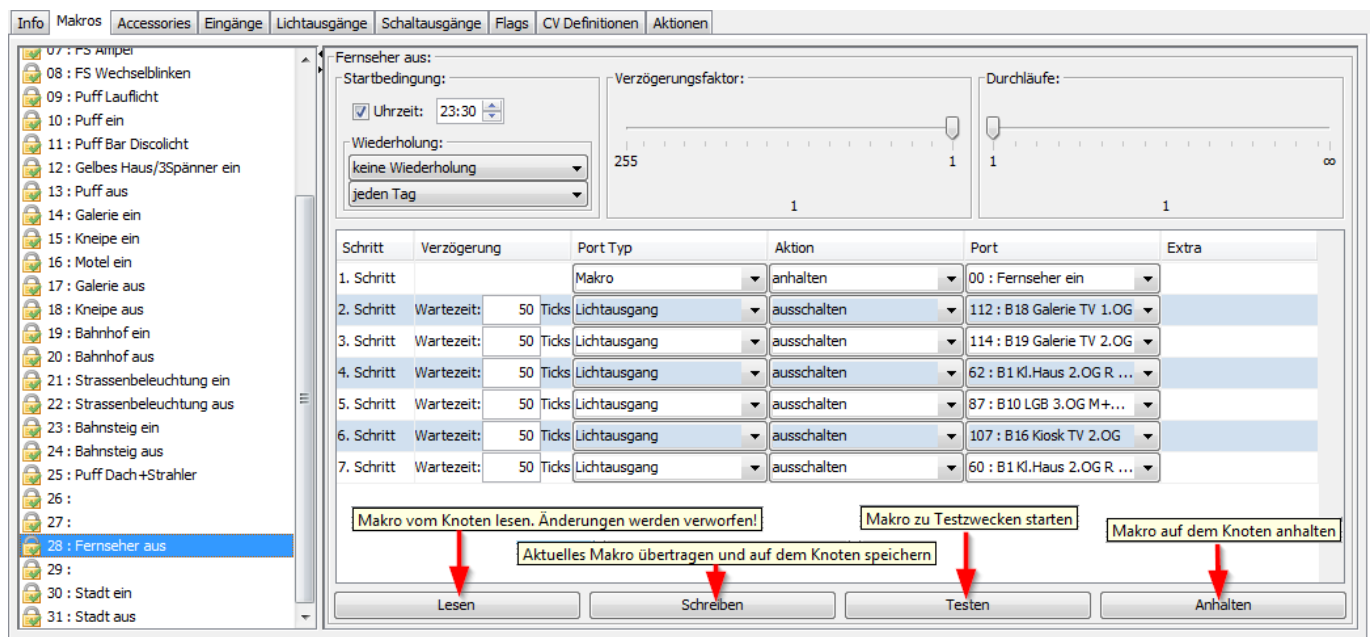 Info Makros Accessories Eingänge Lichtausgänge Schaltausgänge Flags CV Definitionen Aktionen
07 : FS Ampel
08 : FS Wechselblinken
09 : Puff Lauflicht
10 : Puff ein
11 : Puff Bar Discolicht
12 : Gelbes Haus/3Spänner ein
13 : Puff aus
14 : Galerie ein
15 : Kneipe ein
16 : Motel ein
17 : Galerie aus
18 : Kneipe aus
19 : Bahnhof ein
20 : Bahnhof aus
21 : Strassenbeleuchtung ein
22 : Strassenbeleuchtung aus
23 : Bahnsteig ein
24 : Bahnsteig aus
25 : Puff Dach+Strahler
26 :
27 :
28 : Fernseher aus
29 :
30 : Stadt ein
31 : Stadt aus
Fernseher aus:
Startbedingung:
Uhrzeit: 23:30
Wiederholung:
keine Wiederholung
jeden Tag
Verzögerungsfaktor:
255 1
1
Durchläufe:
1 ∞
1
Schritt Verzögerung Port Typ Aktion Port Extra
1. Schritt Makro anhalten 00 : Fernseher ein
2. Schritt Wartezeit: 50 Ticks Lichtausgang ausschalten 112 : B18 Galerie TV 1.OG
3. Schritt Wartezeit: 50 Ticks Lichtausgang ausschalten 114 : B19 Galerie TV 2.OG
4. Schritt Wartezeit: 50 Ticks Lichtausgang ausschalten 62 : B1 Kl.Haus 2.OG R ...
5. Schritt Wartezeit: 50 Ticks Lichtausgang ausschalten 87 : B10 LGB 3.OG M+...
6. Schritt Wartezeit: 50 Ticks Lichtausgang ausschalten 107 : B16 Kiosk TV 2.OG
7. Schritt Wartezeit: 50 Ticks Lichtausgang ausschalten 60 : B1 Kl.Haus 2.OG R ...
Makro vom Knoten lesen. Änderungen werden verworfen!
Makro zu Testzwecken starten
Makro auf dem Knoten anhalten
Aktuelles Makro übertragen und auf dem Knoten speichern
Lesen Schreiben Testen Anhalten